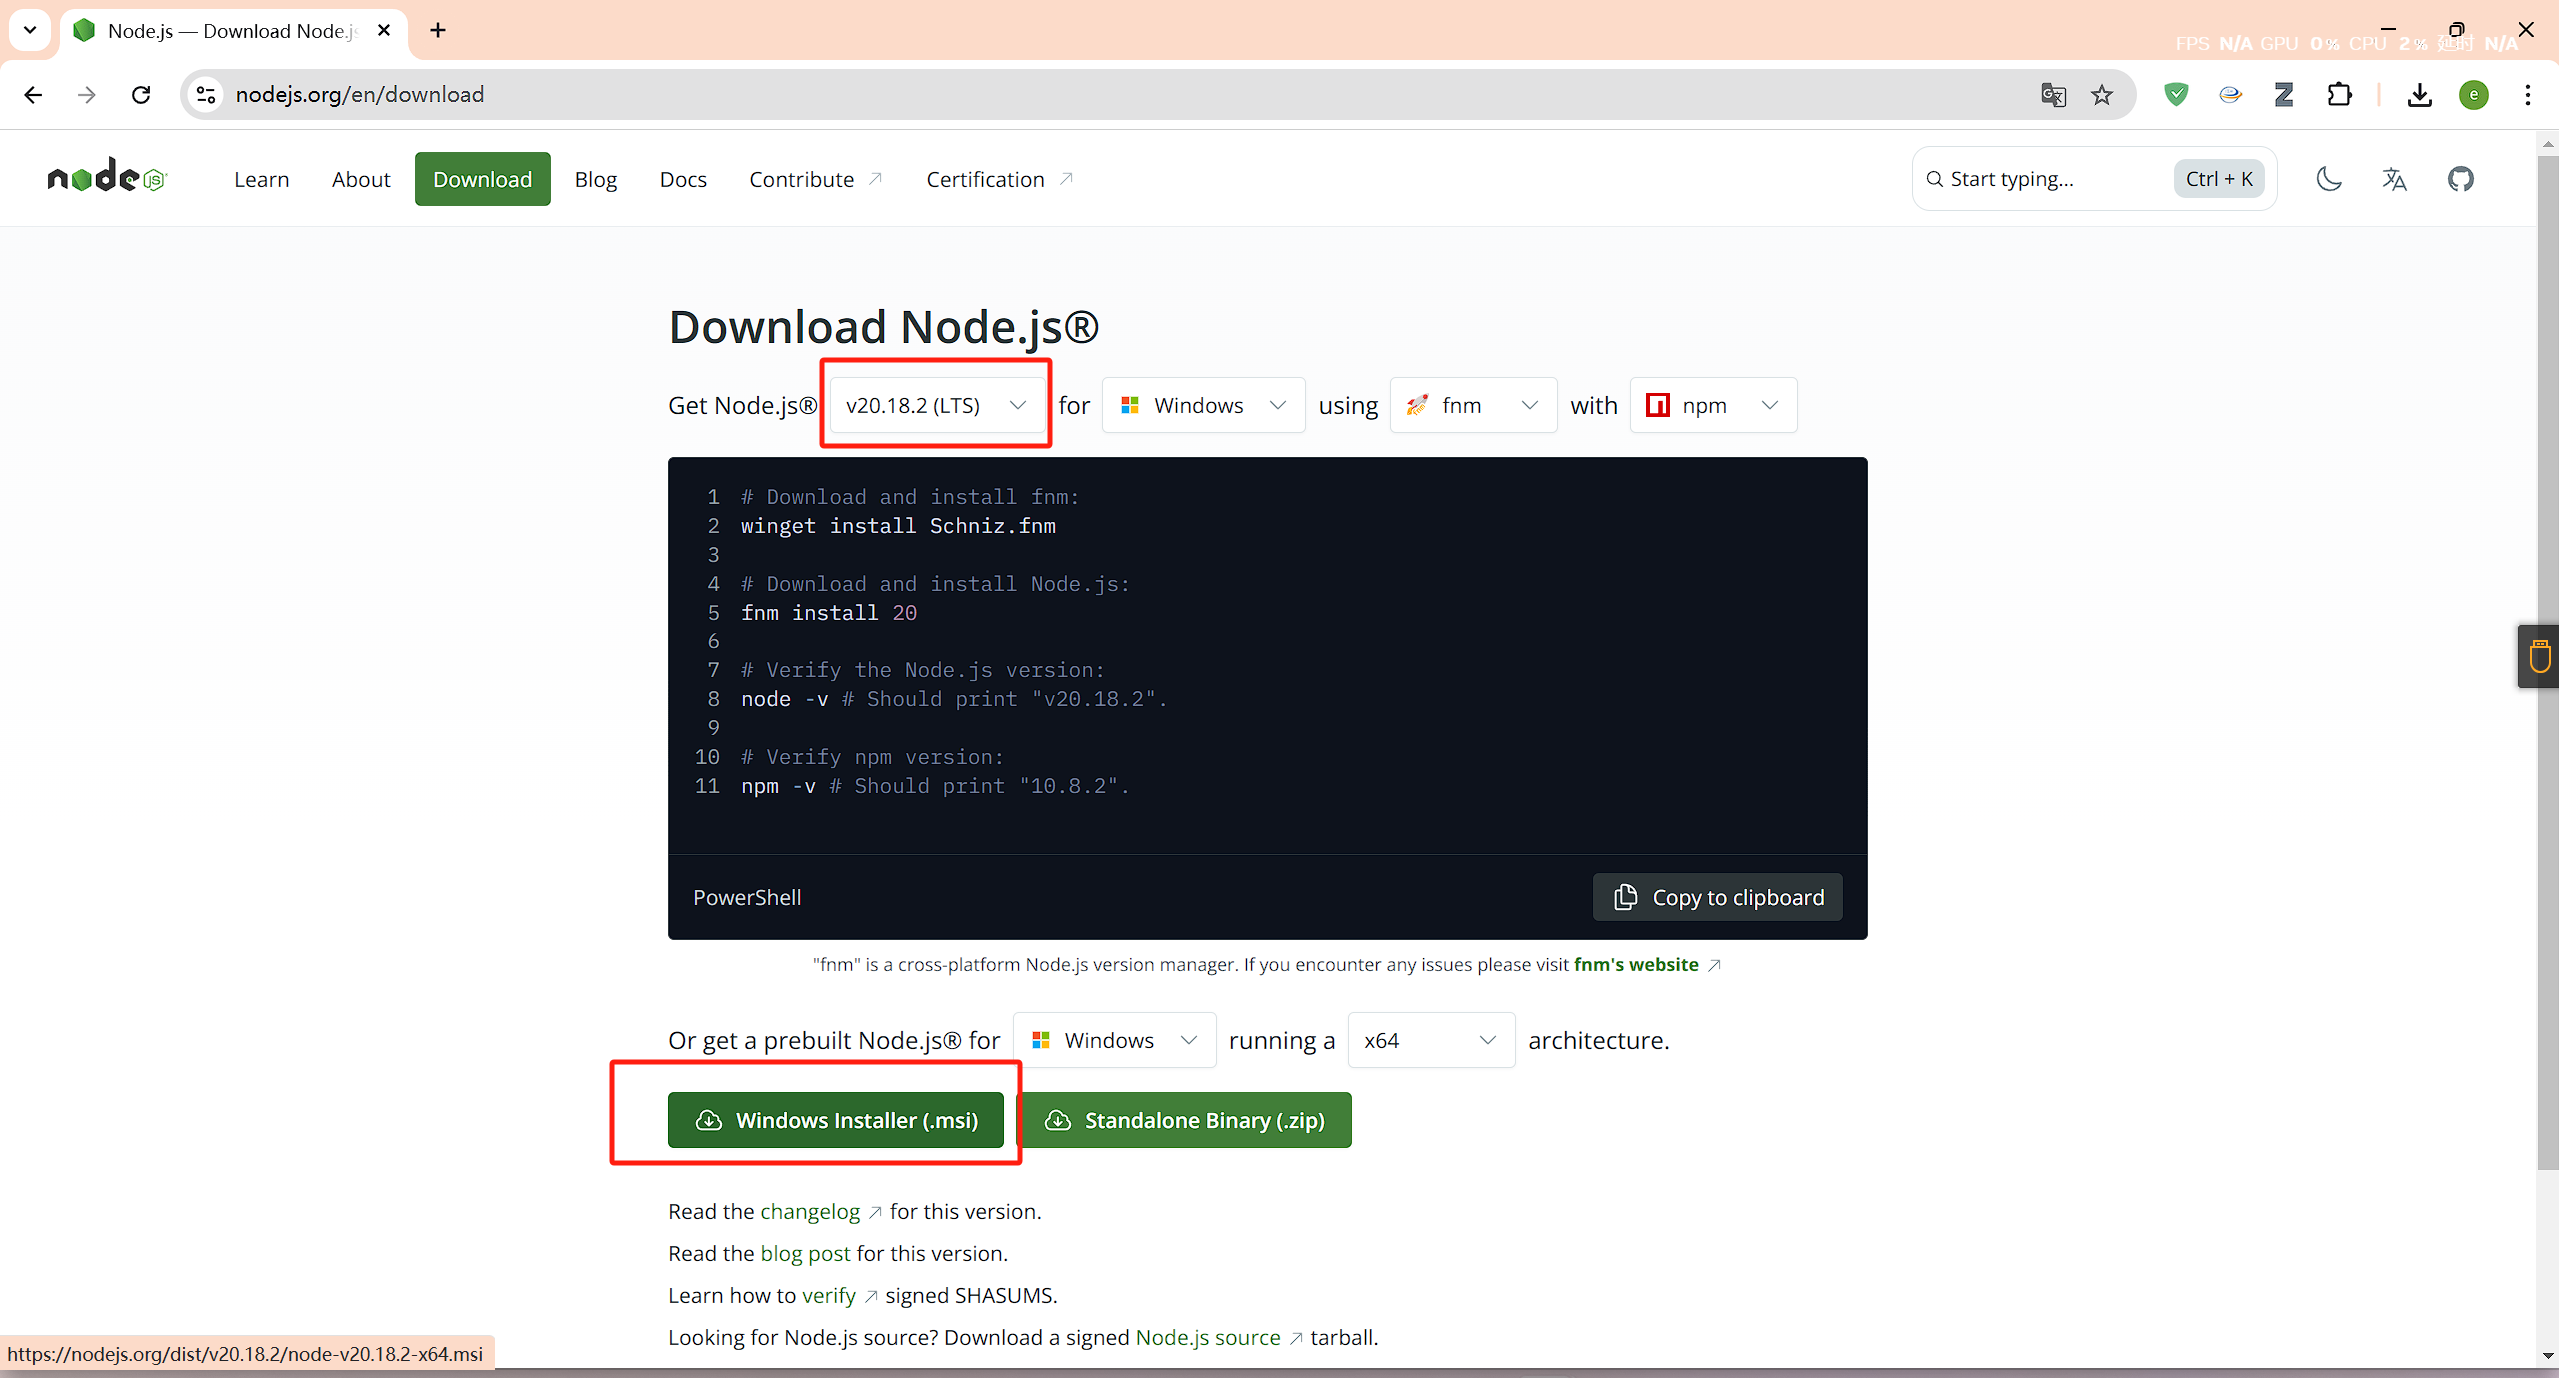 Node.js — Download Node.js
FPS N/A GPU 0% CPU 2% 延时 N/A
nodejs.org/en/download
e
node JS
Learn
About
Download
Blog
Docs
Contribute
Certification
Start typing...
Ctrl + K
Download Node.js®
Get Node.js® v20.18.2 (LTS) for Windows using fnm with npm
1 # Download and install fnm:
2 winget install Schniz.fnm
3
4 # Download and install Node.js:
5 fnm install 20
6
7 # Verify the Node.js version:
8 node -v # Should print "v20.18.2".
9
10 # Verify npm version:
11 npm -v # Should print "10.8.2".
PowerShell
Copy to clipboard
"fnm" is a cross-platform Node.js version manager. If you encounter any issues please visit fnm's website
Or get a prebuilt Node.js® for Windows running a x64 architecture.
Windows Installer (.msi)
Standalone Binary (.zip)
Read the changelog for this version.
Read the blog post for this version.
Learn how to verify signed SHASUMS.
Looking for Node.js source? Download a signed Node.js source tarball.
https://nodejs.org/dist/v20.18.2/node-v20.18.2-x64.msi